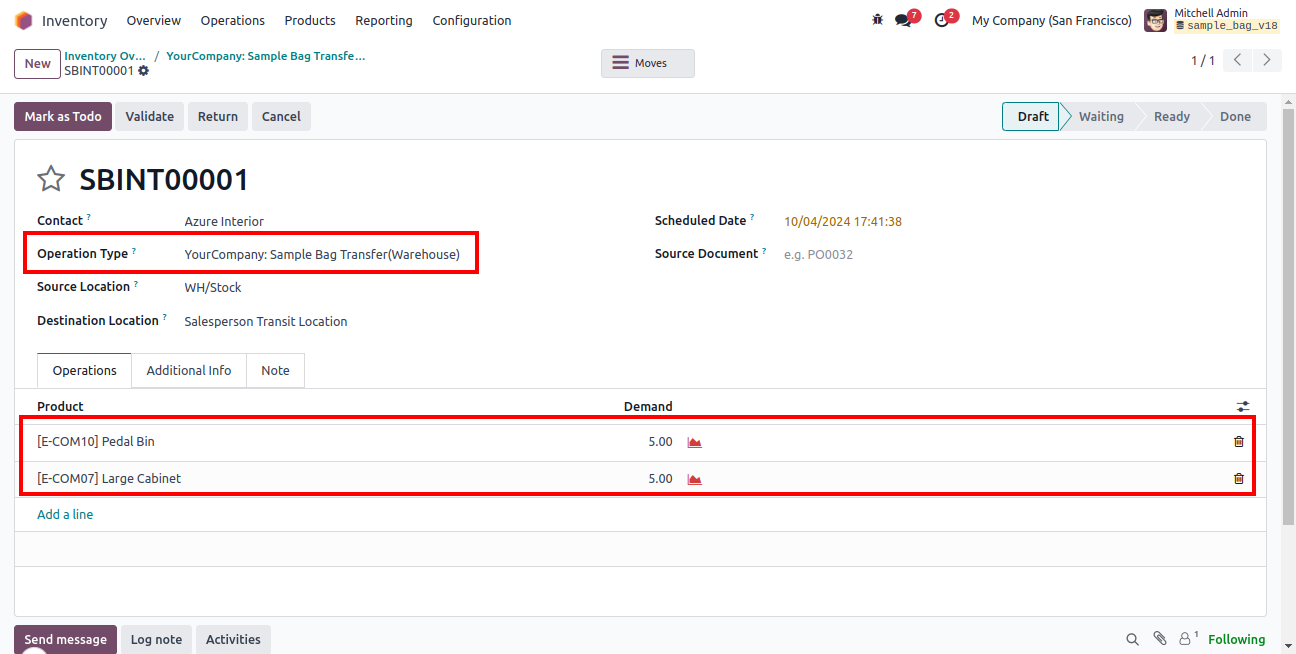 Inventory Overview Operations Products Reporting Configuration 7 2 My Company (San Francisco) Mitchell Admin
sample_bag_v18
New Inventory Ov... / YourCompany: Sample Bag Transfe...
SBINT00001
Moves
1 / 1
Mark as Todo Validate Return Cancel Draft Waiting Ready Done
SBINT00001
Contact ? Azure Interior Scheduled Date ? 10/04/2024 17:41:38
Operation Type ? YourCompany: Sample Bag Transfer(Warehouse) Source Document ? e.g. PO0032
Source Location ? WH/Stock
Destination Location ? Salesperson Transit Location
Operations Additional Info Note
Product Demand
[E-COM10] Pedal Bin 5.00
[E-COM07] Large Cabinet 5.00
Add a line
Send message Log note Activities 1 Following